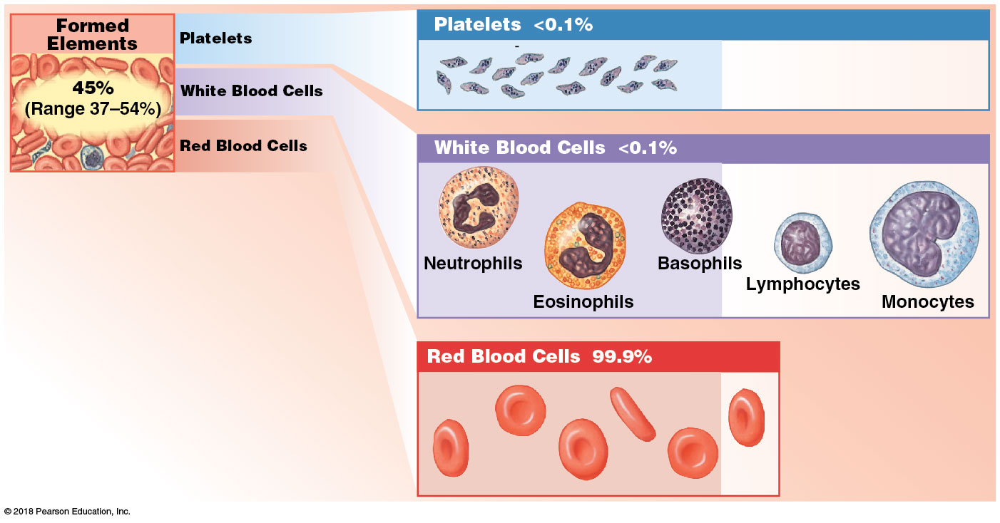 Formed
Elements
45%
(Range 37–54%)
Platelets
White Blood Cells
Red Blood Cells
Platelets <0.1%
White Blood Cells <0.1%
Neutrophils
Eosinophils
Basophils
Lymphocytes
Monocytes
Red Blood Cells 99.9%
© 2018 Pearson Education, Inc.